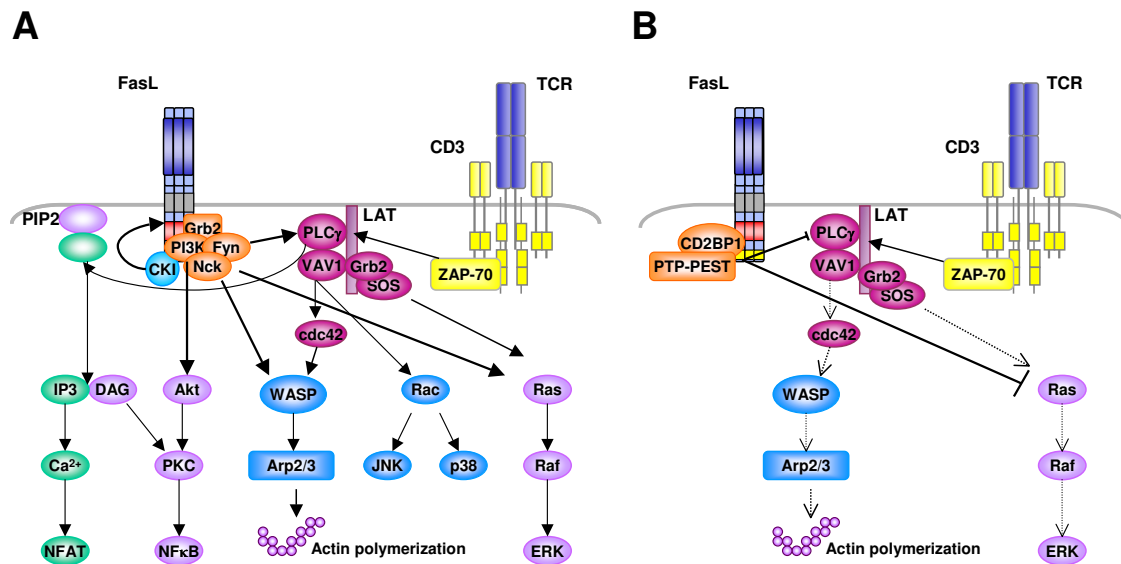 A
FasL
TCR
CD3
PIP2
LAT
Grb2
PLCγ
PI3K
Fyn
CKI
Nck
VAV1
Grb2
SOS
ZAP-70
cdc42
IP3
DAG
Akt
WASP
Rac
Ras
Ca²⁺
PKC
Arp2/3
JNK
p38
Raf
NFAT
NFκB
Actin polymerization
ERK
B
FasL
TCR
CD3
LAT
CD2BP1
PLCγ
PTP-PEST
VAV1
Grb2
SOS
ZAP-70
cdc42
WASP
Ras
Arp2/3
Raf
Actin polymerization
ERK